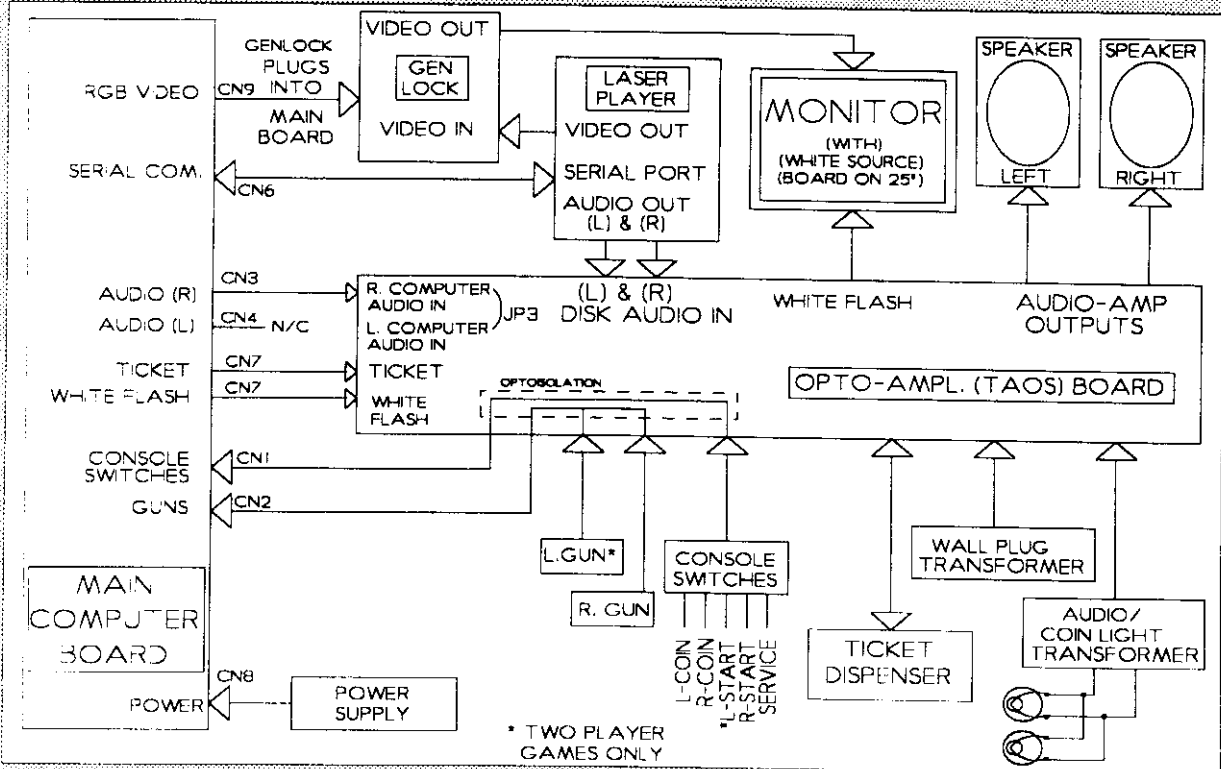 RGB VIDEO
CN9
GENLOCK
PLUGS
INTO
MAIN
BOARD
VIDEO OUT
GEN
LOCK
VIDEO IN
LASER
PLAYER
VIDEO OUT
SERIAL PORT
AUDIO OUT
(L) & (R)
MONITOR
(WITH)
(WHITE SOURCE)
(BOARD ON 25")
SPEAKER
LEFT
SPEAKER
RIGHT
SERIAL COM.
CN6
AUDIO (R)
CN3
AUDIO (L)
CN4
N/C
TICKET
CN7
WHITE FLASH
CN7
R. COMPUTER
AUDIO IN
L. COMPUTER
AUDIO IN
JP3
TICKET
WHITE
FLASH
(L) & (R)
DISK AUDIO IN
WHITE FLASH
AUDIO-AMP
OUTPUTS
OPTOISOLATION
OPTO-AMPL. (TAOS) BOARD
CONSOLE
SWITCHES
CN1
GUNS
CN2
L.GUN*
R. GUN
CONSOLE
SWITCHES
L-COIN
R-COIN
*L-START
R-START
SERVICE
WALL PLUG
TRANSFORMER
TICKET
DISPENSER
AUDIO/
COIN LIGHT
TRANSFORMER
MAIN
COMPUTER
BOARD
POWER
CN8
POWER
SUPPLY
* TWO PLAYER
GAMES ONLY